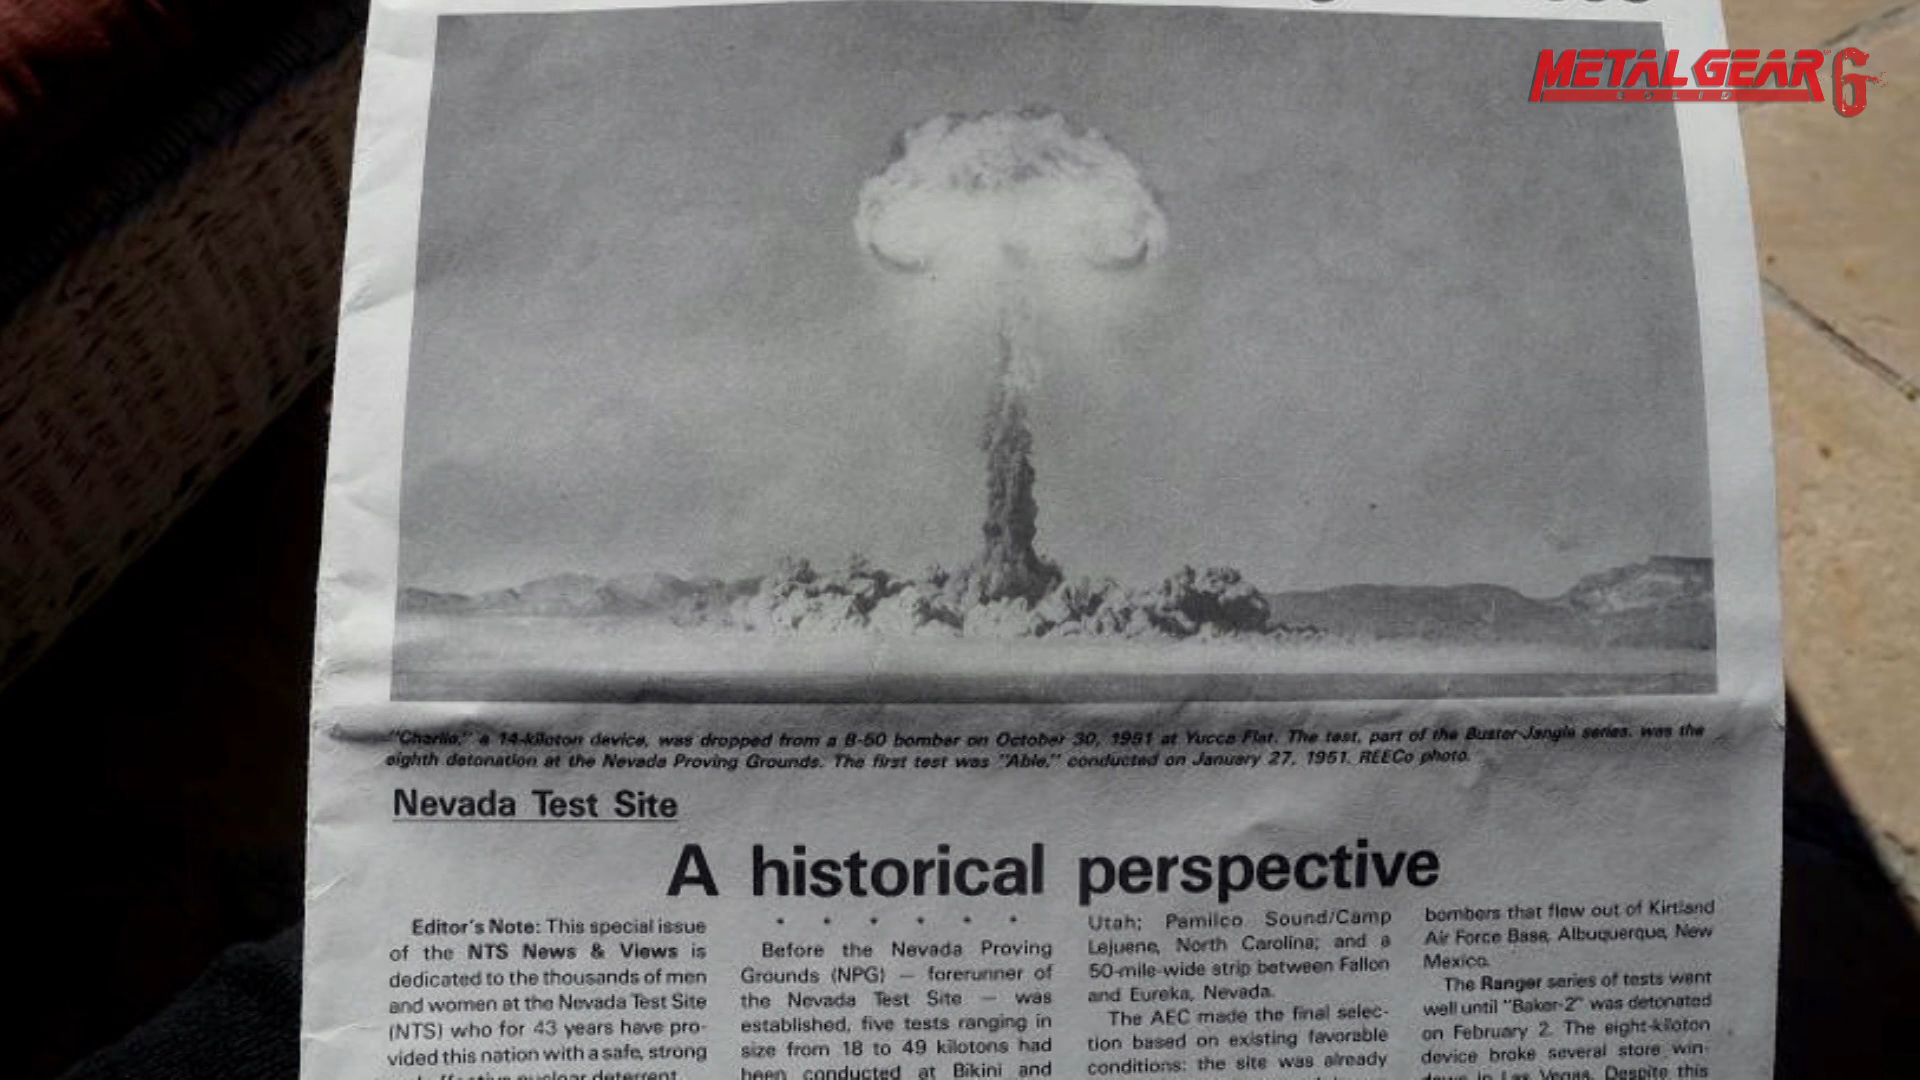 METAL GEAR 6
SOLID
"Charlie," a 14-kiloton device, was dropped from a B-50 bomber on October 30, 1951 at Yucca Flat. The test, part of the Buster-Jangle series, was the
eighth detonation at the Nevada Proving Grounds. The first test was "Able," conducted on January 27, 1951. REECo photo.
Nevada Test Site
A historical perspective
Editor's Note: This special issue
of the NTS News & Views is
dedicated to the thousands of men
and women at the Nevada Test Site
(NTS) who for 43 years have pro-
vided this nation with a safe, strong
nuclear deterrent.
* * * * * *
Before the Nevada Proving
Grounds (NPG) — forerunner of
the Nevada Test Site — was
established, five tests ranging in
size from 18 to 49 kilotons had
been conducted at Bikini and
Utah; Pamlico Sound/Camp
Lejuene, North Carolina; and a
50-mile-wide strip between Fallon
and Eureka, Nevada.
The AEC made the final selec-
tion based on existing favorable
conditions: the site was already
bombers that flew out of Kirtland
Air Force Base, Albuquerque, New
Mexico.
The Ranger series of tests went
well until "Baker-2" was detonated
on February 2. The eight-kiloton
device broke several store win-
dows in Las Vegas. Despite this